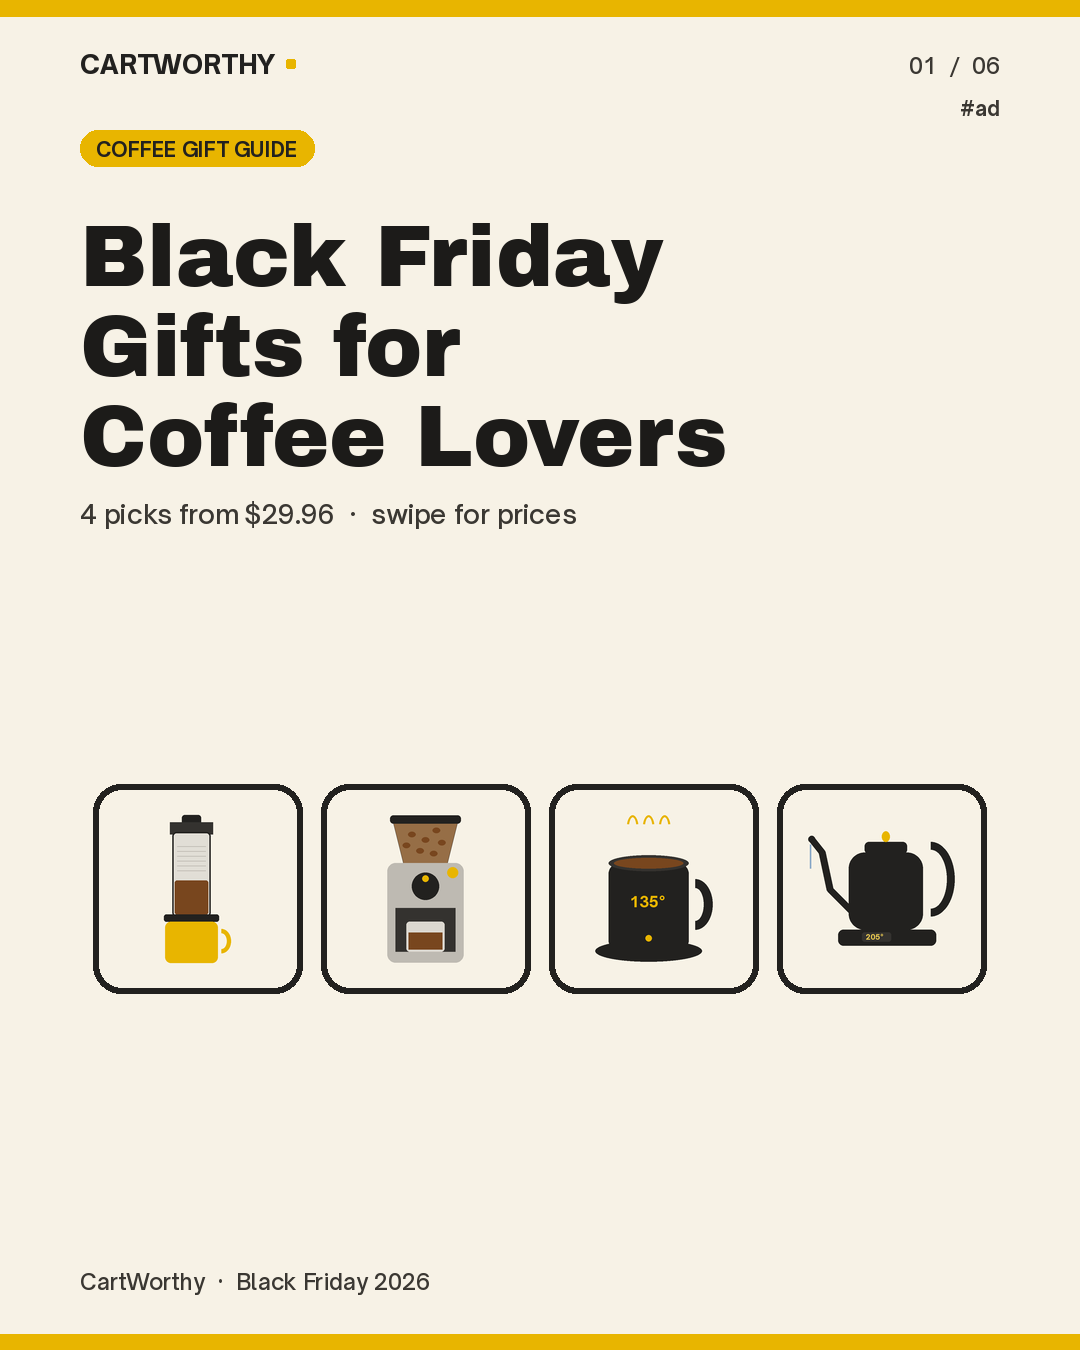 CARTWORTHY
01 / 06
#ad
COFFEE GIFT GUIDE
Black Friday
Gifts for
Coffee Lovers
4 picks from $29.96 · swipe for prices
135°
205°
CartWorthy · Black Friday 2026